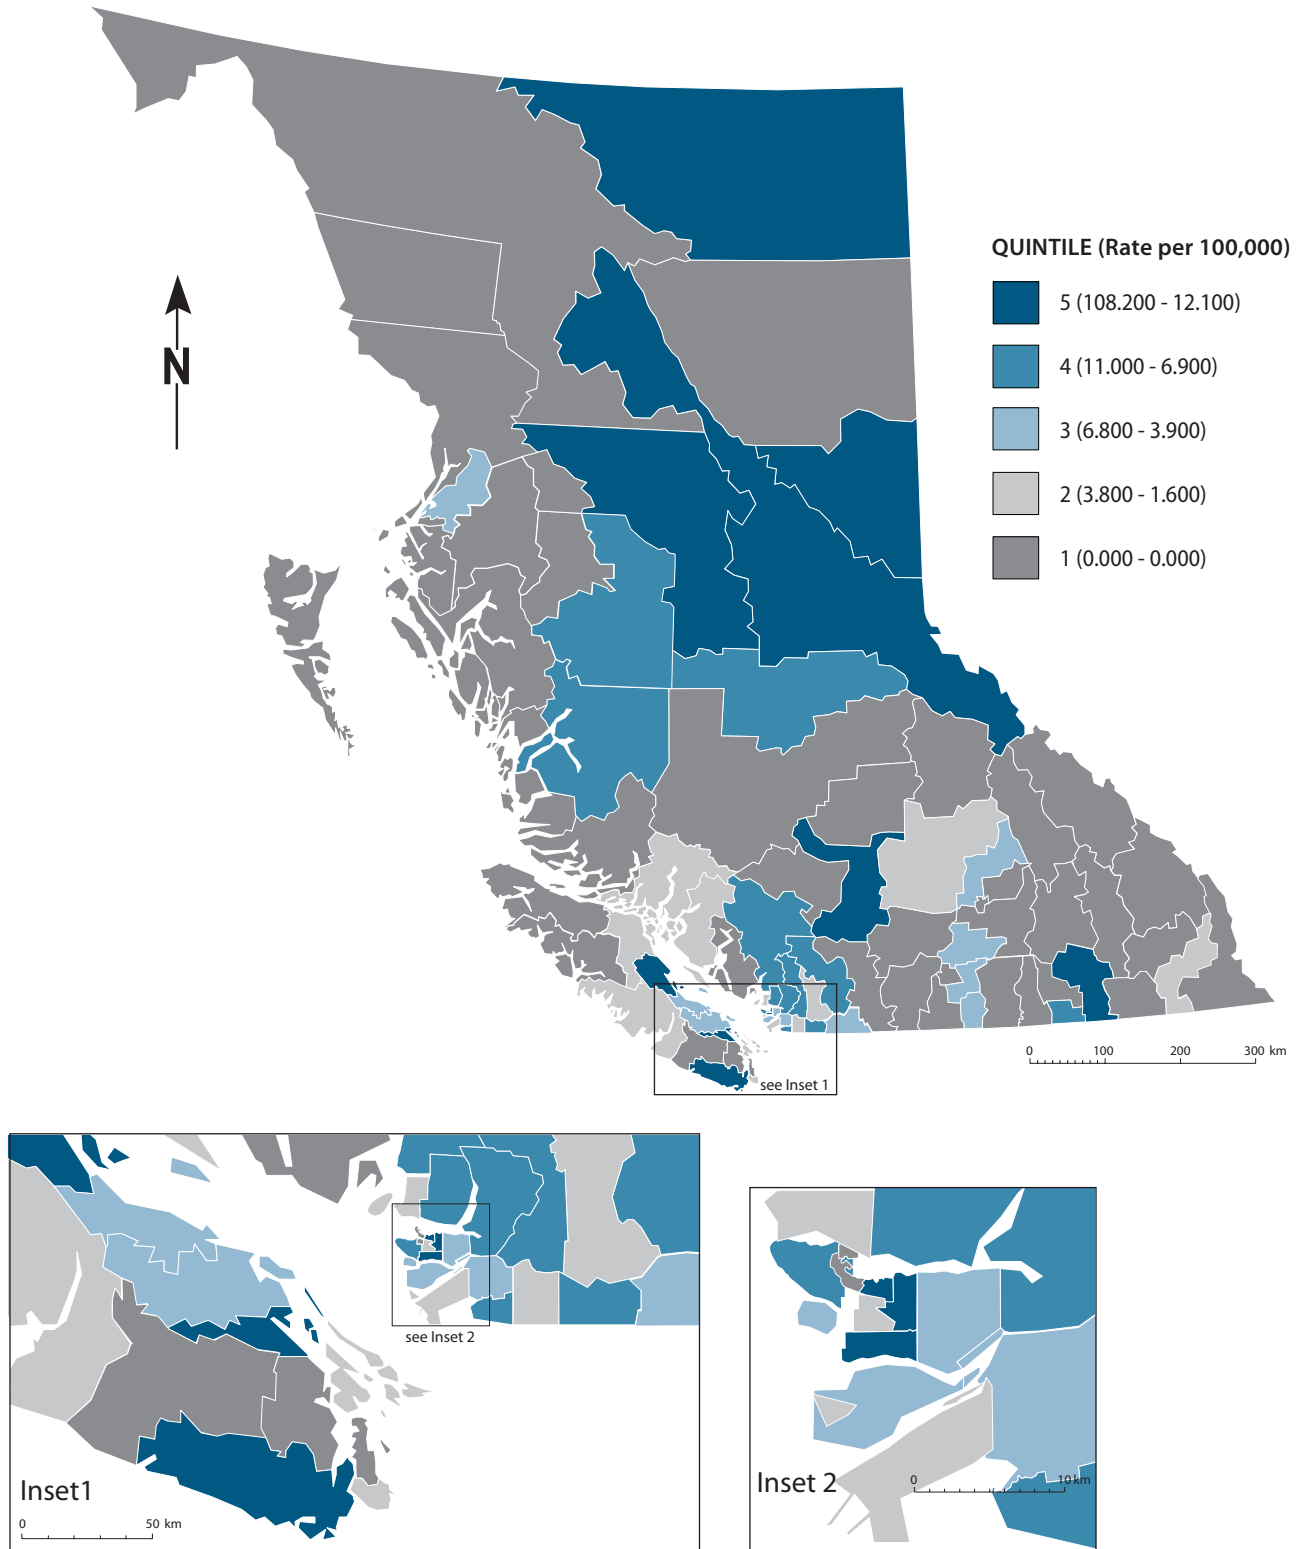 QUINTILE (Rate per 100,000)
5 (108.200 - 12.100)
4 (11.000 - 6.900)
N
3 (6.800 - 3.900)
2 (3.800 - 1.600)
1 (0.000 - 0.000)
0 100 200 300 km
see Inset 1
see Inset 2
Inset1
0 50 km
Inset 2
0 10 km